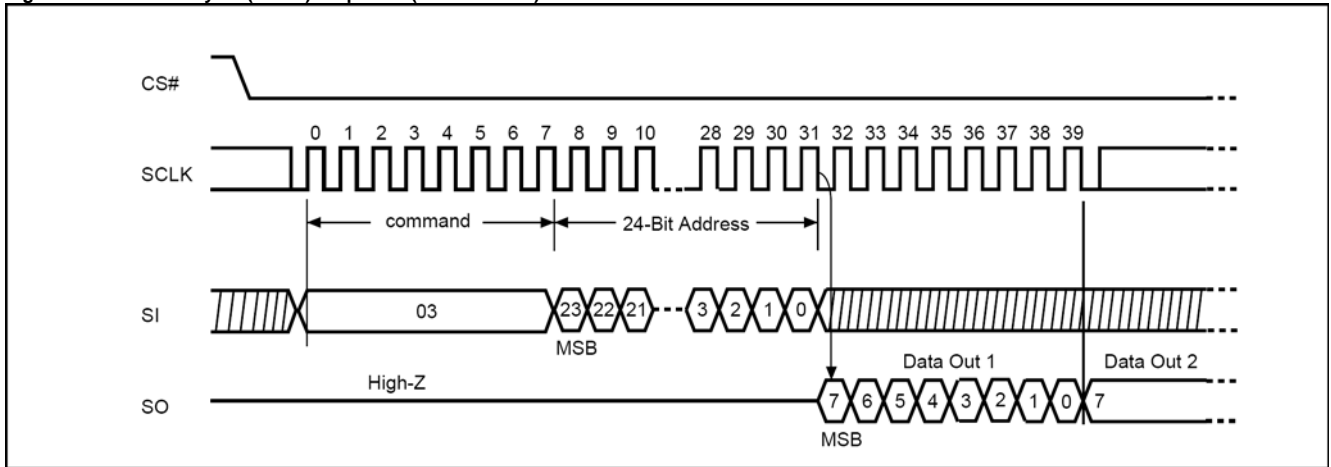 CS#
0 1 2 3 4 5 6 7 8 9 10 28 29 30 31 32 33 34 35 36 37 38 39
SCLK
command 24-Bit Address
SI 03 23 22 21 3 2 1 0
MSB Data Out 1 Data Out 2
High-Z
SO 7 6 5 4 3 2 1 0 7
MSB